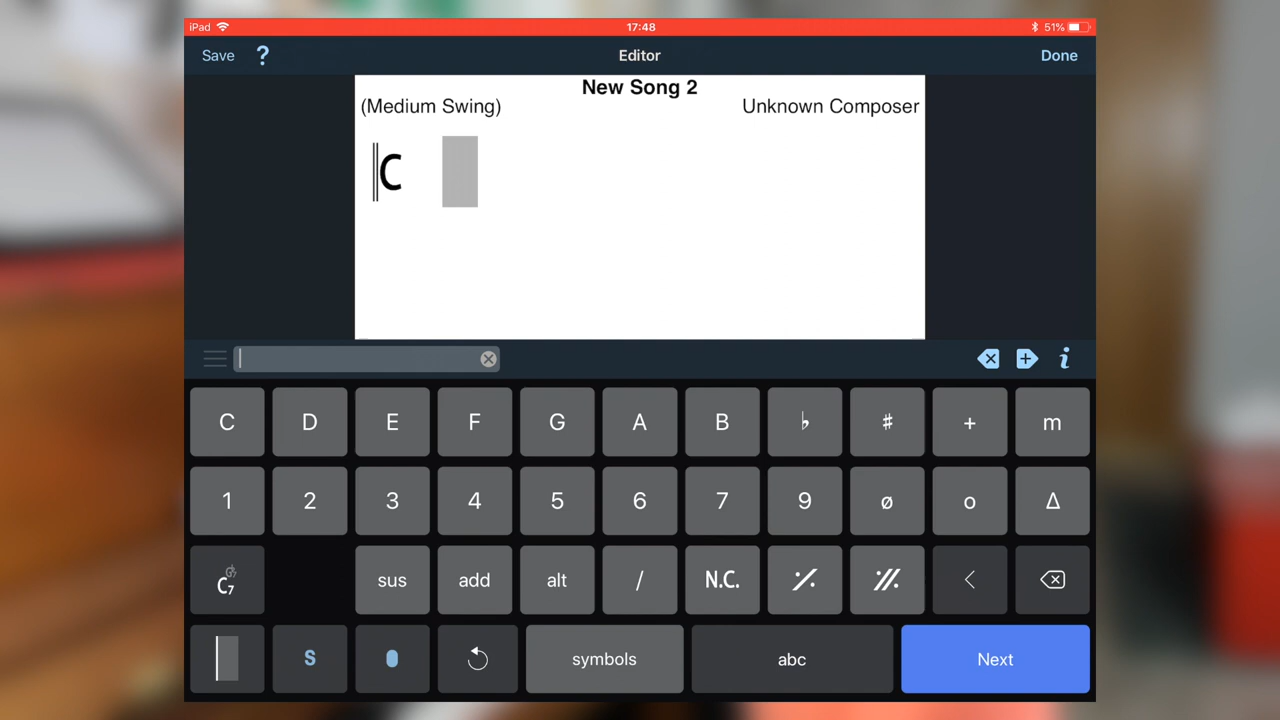 iPad 17:48 51%
Save ? Editor Done
New Song 2
(Medium Swing) Unknown Composer
C
i
C D E F G A B ♭ ♯ + m
1 2 3 4 5 6 7 9 ø o Δ
C7 sus add alt / N.C. 𝄎 𝄏 <
S symbols abc Next